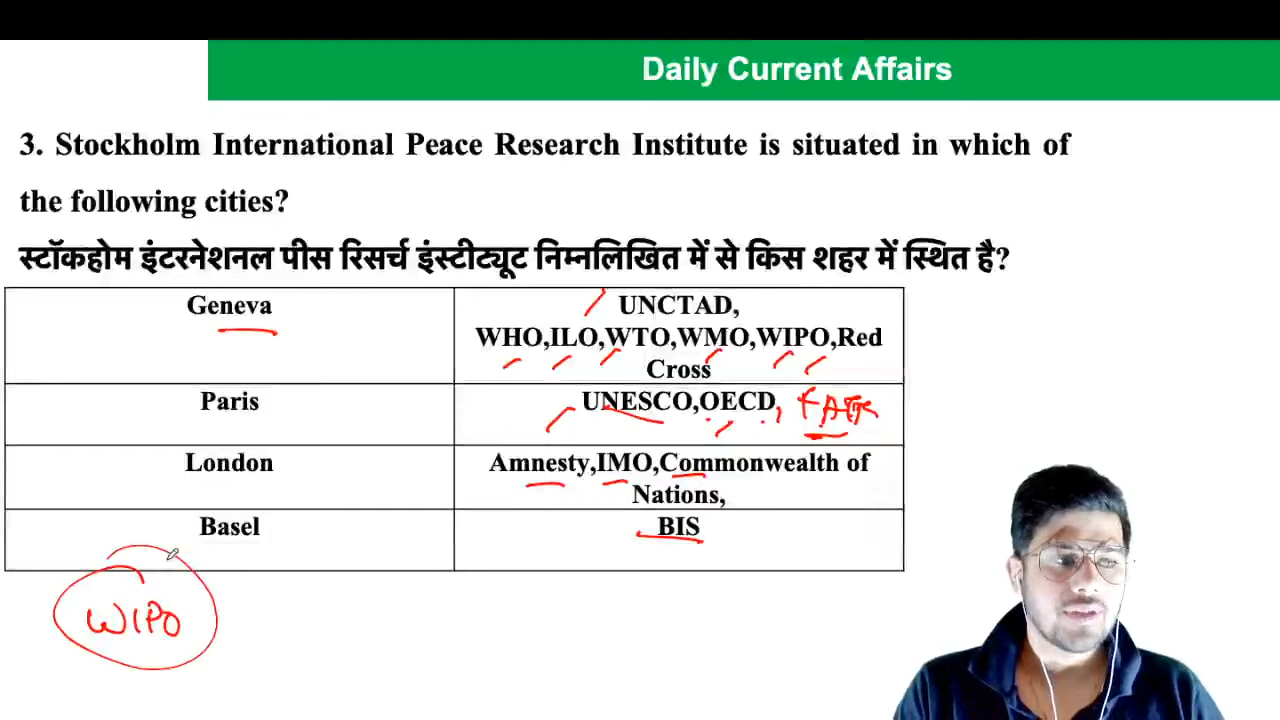 Daily Current Affairs
3. Stockholm International Peace Research Institute is situated in which of
the following cities?
स्टॉकहोम इंटरनेशनल पीस रिसर्च इंस्टीट्यूट निम्नलिखित में से किस शहर में स्थित है?
Geneva
UNCTAD,
WHO,ILO,WTO,WMO,WIPO,Red
Cross
Paris
UNESCO,OECD,
London
Amnesty,IMO,Commonwealth of
Nations,
Basel
BIS
WIPO